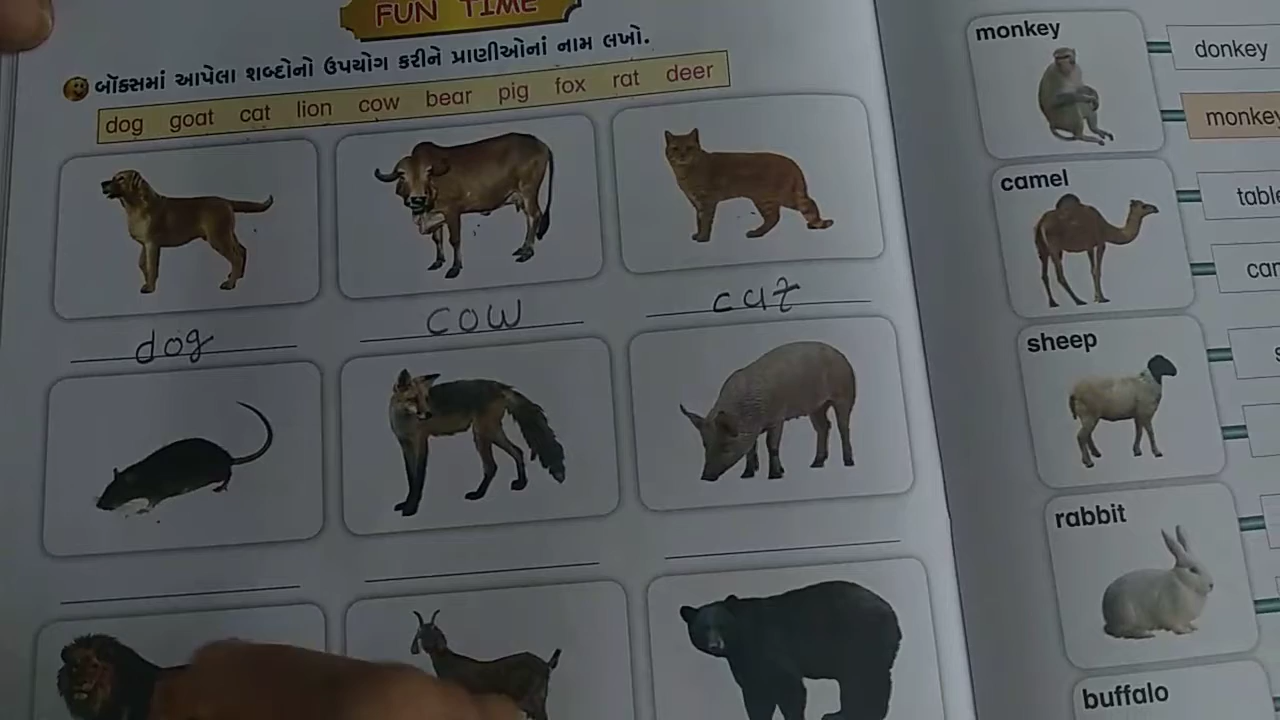 FUN TIME
બૉક્સમાં આપેલા શબ્દોનો ઉપયોગ કરીને પ્રાણીઓનાં નામ લખો.
dog goat cat lion cow bear pig fox rat deer
dog cow cat
monkey
camel
sheep
rabbit
buffalo
donkey
monkey